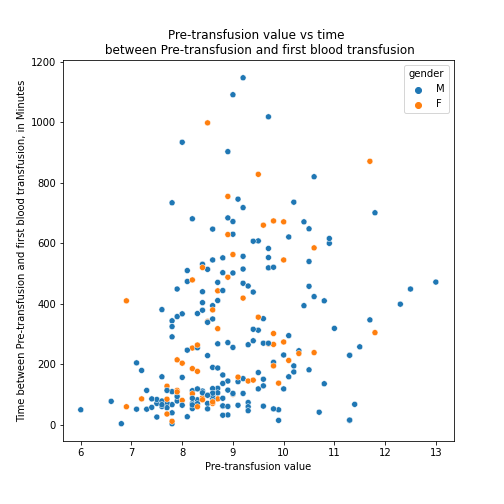 Pre-transfusion value vs time
between Pre-transfusion and first blood transfusion
gender
M
F
Time between Pre-transfusion and first blood transfusion, in Minutes
1200
1000
800
600
400
200
0
6 7 8 9 10 11 12 13
Pre-transfusion value